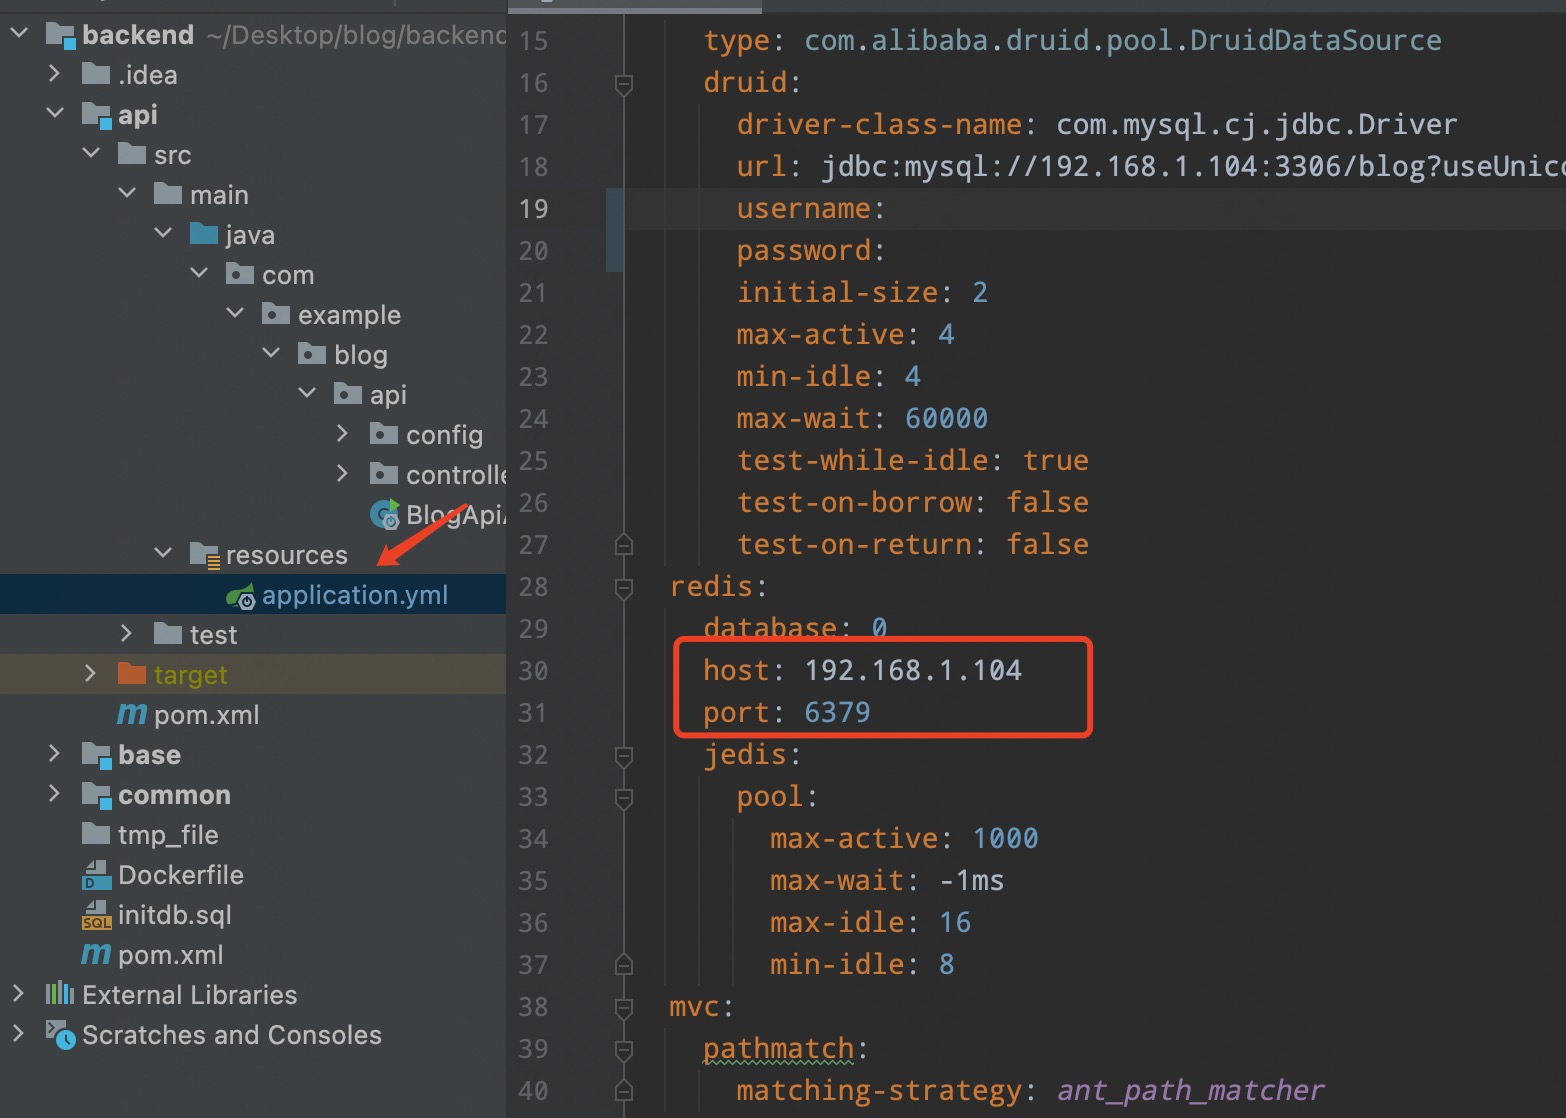 backend ~/Desktop/blog/backend
.idea
api
src
main
java
com
example
blog
api
config
resources
application.yml
test
target
pom.xml
base
common
tmp_file
Dockerfile
initdb.sql
pom.xml
External Libraries
Scratches and Consoles
15 type: com.alibaba.druid.pool.DruidDataSource
16 druid:
17 driver-class-name: com.mysql.cj.jdbc.Driver
18 url: jdbc:mysql://192.168.1.104:3306/blog?useUnico
19 username:
20 password:
21 initial-size: 2
22 max-active: 4
23 min-idle: 4
24 max-wait: 60000
25 test-while-idle: true
26 test-on-borrow: false
27 test-on-return: false
28 redis:
29 database: 0
30 host: 192.168.1.104
31 port: 6379
32 jedis:
33 pool:
34 max-active: 1000
35 max-wait: -1ms
36 max-idle: 16
37 min-idle: 8
38 mvc:
39 pathmatch:
40 matching-strategy: ant_path_matcher